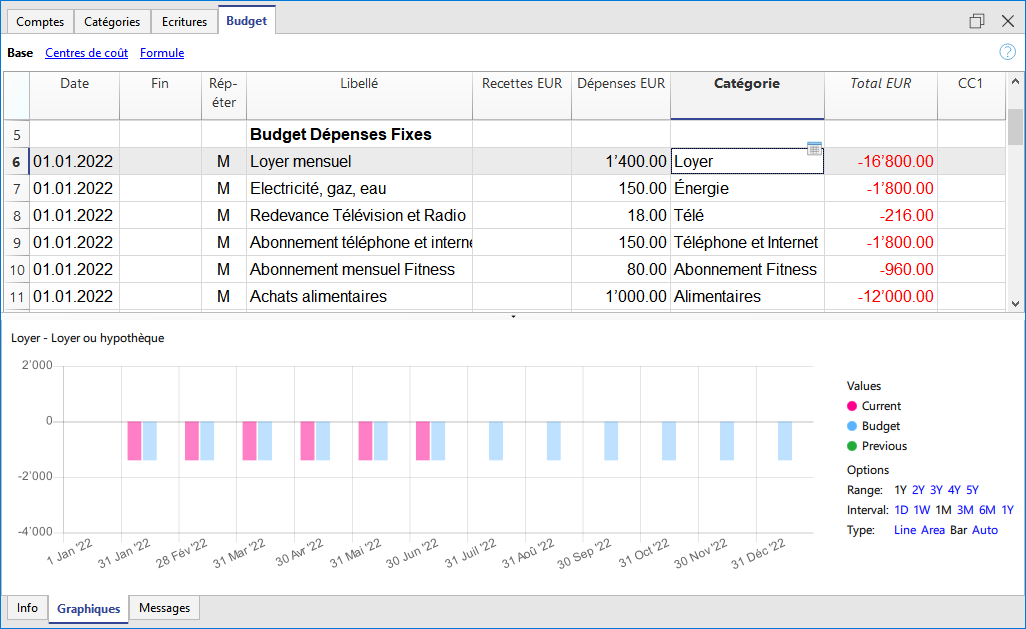 Comptes Catégories Ecritures Budget
Base Centres de coût Formule ?
Date Fin Rép- Libellé Recettes EUR Dépenses EUR Catégorie Total EUR CC1
éter
5 Budget Dépenses Fixes
6 01.01.2022 M Loyer mensuel 1’400.00 Loyer -16’800.00
7 01.01.2022 M Electricité, gaz, eau 150.00 Énergie -1’800.00
8 01.01.2022 M Redevance Télévision et Radio 18.00 Télé -216.00
9 01.01.2022 M Abonnement téléphone et interne 150.00 Téléphone et Internet -1’800.00
10 01.01.2022 M Abonnement mensuel Fitness 80.00 Abonnement Fitness -960.00
11 01.01.2022 M Achats alimentaires 1’000.00 Alimentaires -12’000.00
Loyer - Loyer ou hypothèque
2’000
0
-2’000
-4’000
1 Jan '22 31 Jan '22 28 Fév '22 31 Mar '22 30 Avr '22 31 Mai '22 30 Jun '22 31 Juil '22 31 Aoû '22 30 Sep '22 31 Oct '22 30 Nov '22 31 Déc '22
Values
Current
Budget
Previous
Options
Range: 1Y 2Y 3Y 4Y 5Y
Interval: 1D 1W 1M 3M 6M 1Y
Type: Line Area Bar Auto
Info Graphiques Messages